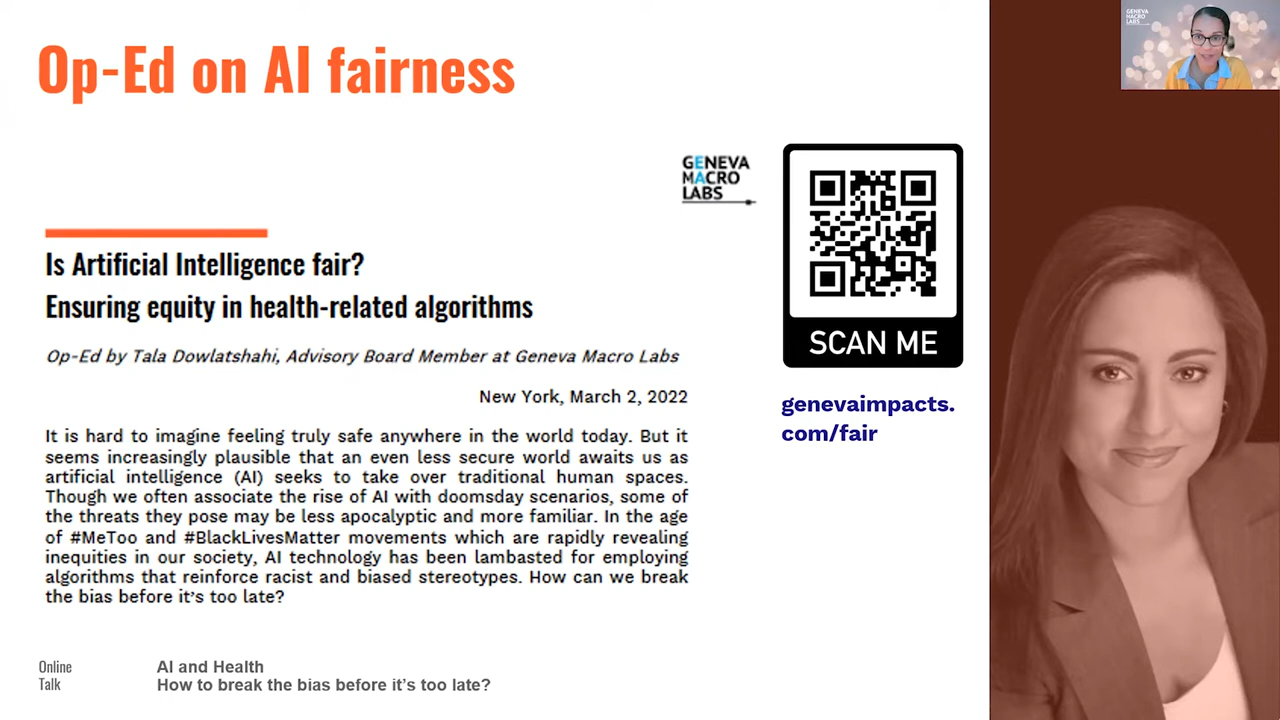 Op-Ed on AI fairness
GENEVA
MACRO
LABS
GENEVA
MACRO
LABS
SCAN ME
genevaimpacts.
com/fair
Is Artificial Intelligence fair?
Ensuring equity in health-related algorithms
Op-Ed by Tala Dowlatshahi, Advisory Board Member at Geneva Macro Labs
New York, March 2, 2022
It is hard to imagine feeling truly safe anywhere in the world today. But it
seems increasingly plausible that an even less secure world awaits us as
artificial intelligence (AI) seeks to take over traditional human spaces.
Though we often associate the rise of AI with doomsday scenarios, some of
the threats they pose may be less apocalyptic and more familiar. In the age
of #MeToo and #BlackLivesMatter movements which are rapidly revealing
inequities in our society, AI technology has been lambasted for employing
algorithms that reinforce racist and biased stereotypes. How can we break
the bias before it's too late?
Online
Talk
AI and Health
How to break the bias before it's too late?